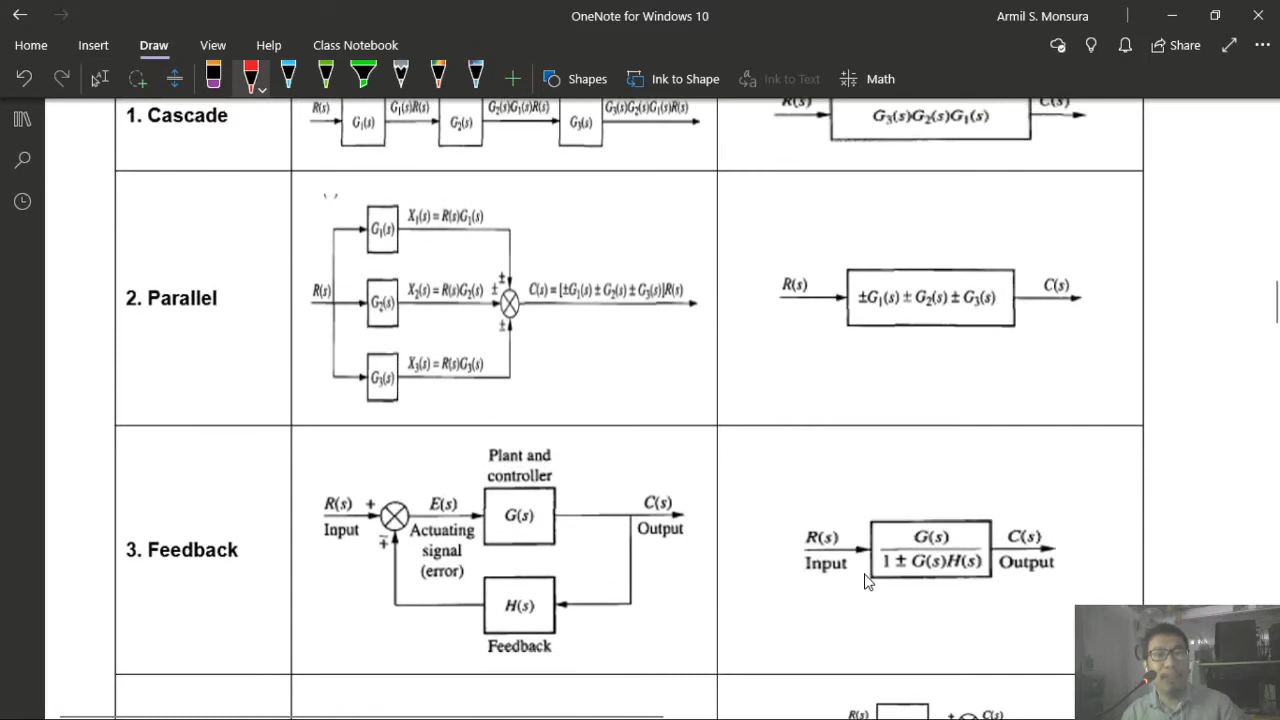 OneNote for Windows 10
Armil S. Monsura
Home Insert Draw View Help Class Notebook
Share
Shapes Ink to Shape Ink to Text Math
1. Cascade
R(s) G₁(s)R(s) G₂(s)G₁(s)R(s) G₃(s)G₂(s)G₁(s)R(s)
G₁(s) G₂(s) G₃(s)
R(s) G₃(s)G₂(s)G₁(s) C(s)
2. Parallel
G₁(s) X₁(s) = R(s)G₁(s)
±
R(s) G₂(s) X₂(s) = R(s)G₂(s) ± C(s) = [±G₁(s) ± G₂(s) ± G₃(s)]R(s)
±
G₃(s) X₃(s) = R(s)G₃(s)
R(s) ±G₁(s) ± G₂(s) ± G₃(s) C(s)
3. Feedback
Plant and
controller
R(s) + E(s) G(s) C(s)
Input ∓ Actuating Output
signal
(error)
H(s)
Feedback
R(s) G(s) C(s)
Input 1 ± G(s)H(s) Output
R(s) ± C(s)